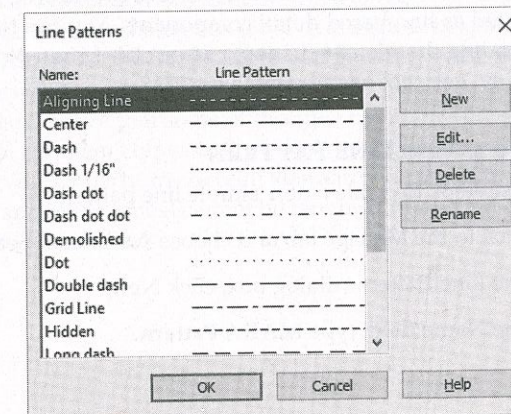 Line Patterns
Name: Line Pattern
Aligning Line
Center
Dash
Dash 1/16"
Dash dot
Dash dot dot
Demolished
Dot
Double dash
Grid Line
Hidden
Long dash
New
Edit...
Delete
Rename
OK Cancel Help